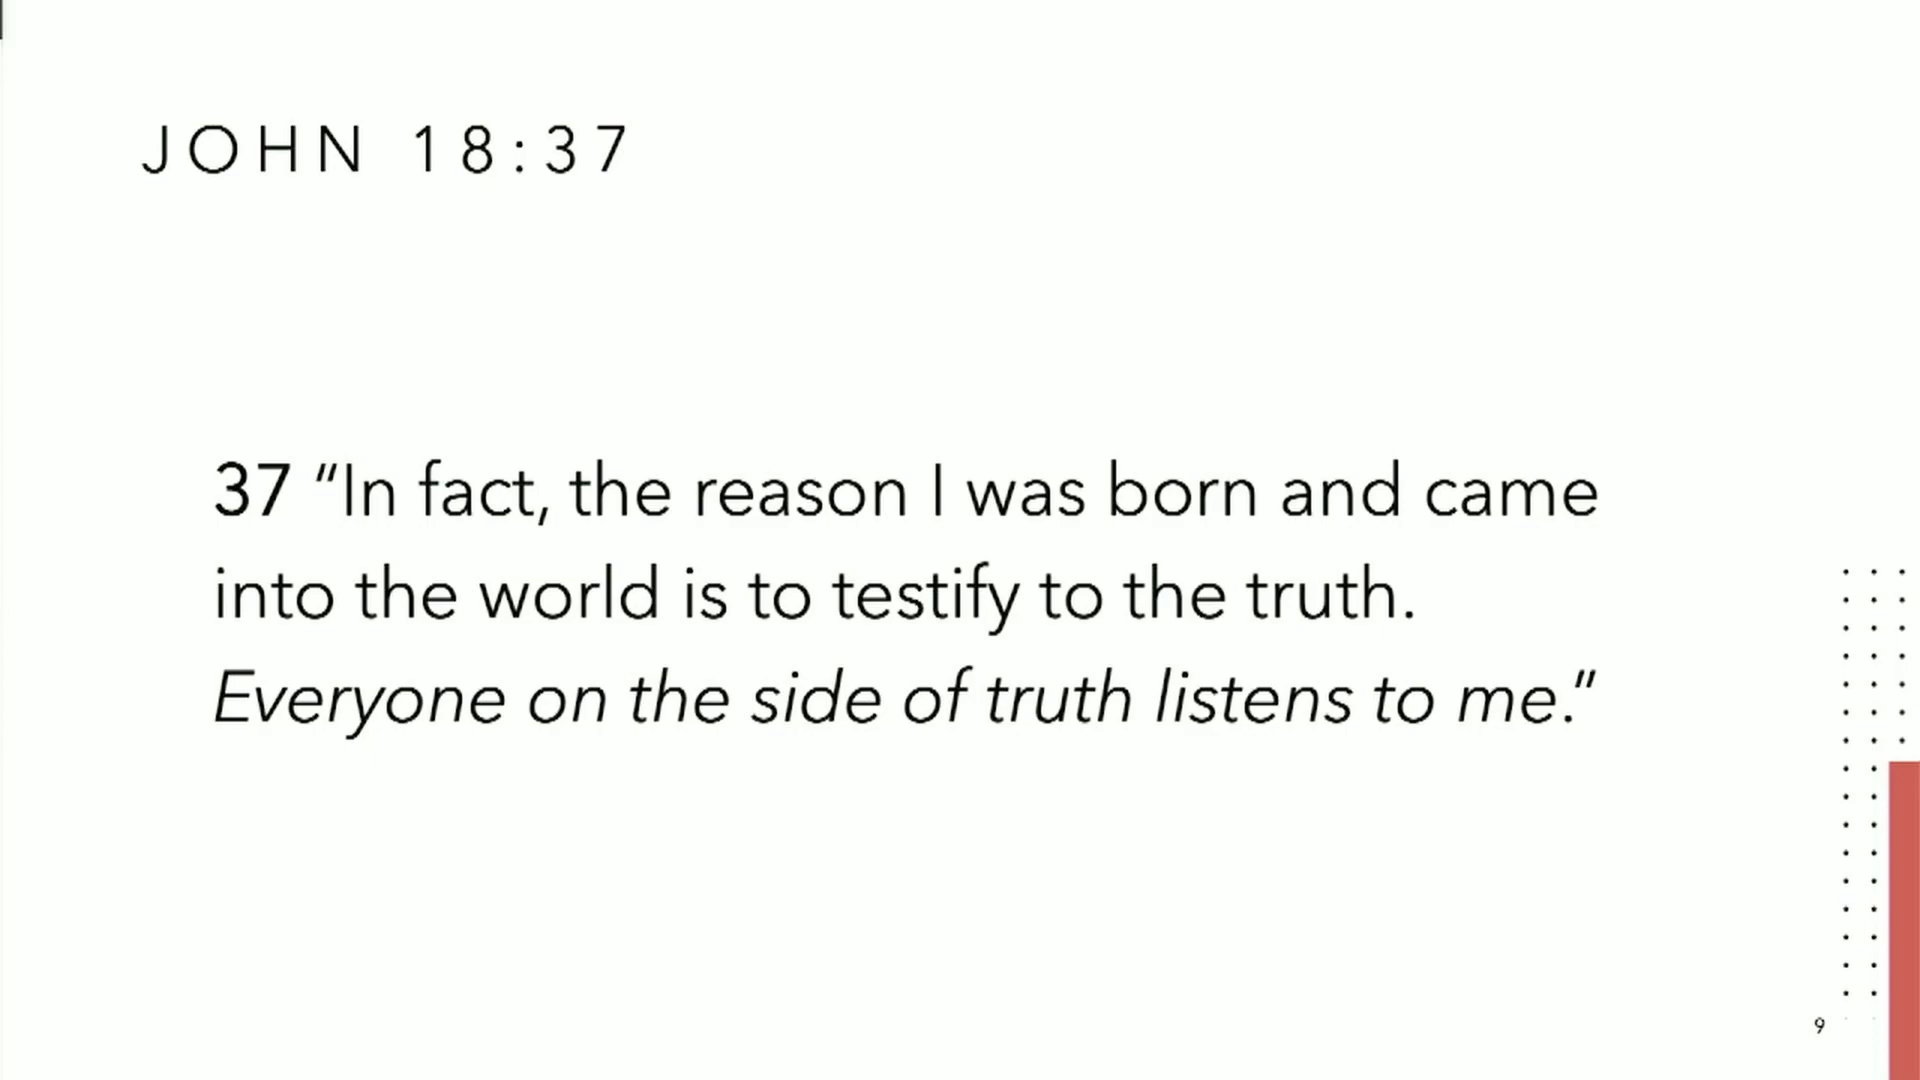 JOHN 18:37
37 “In fact, the reason I was born and came
into the world is to testify to the truth.
Everyone on the side of truth listens to me.”
9